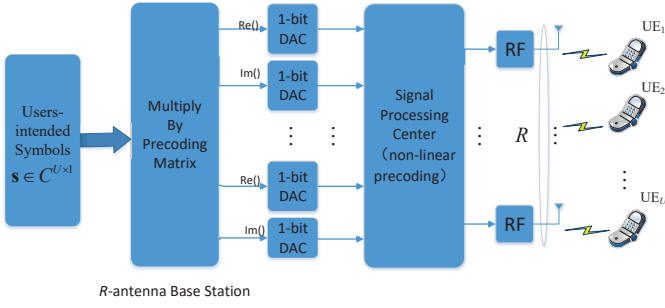 Users-
intended
Symbols
s ∈ C^{U×1}
Multiply
By
Precoding
Matrix
Re()
1-bit
DAC
Im()
1-bit
DAC
Re()
1-bit
DAC
Im()
1-bit
DAC
Signal
Processing
Center
（non-linear
precoding）
RF
RF
R
UE₁
UE₂
UE_U
R-antenna Base Station